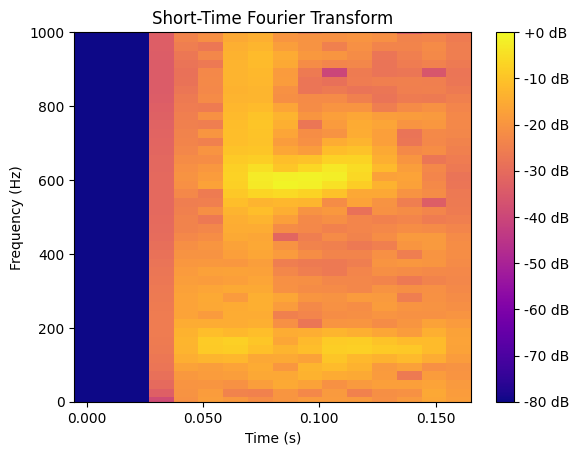 Short-Time Fourier Transform
1000
800
600
400
200
0
Frequency (Hz)
0.000
0.050
0.100
0.150
Time (s)
+0 dB
-10 dB
-20 dB
-30 dB
-40 dB
-50 dB
-60 dB
-70 dB
-80 dB